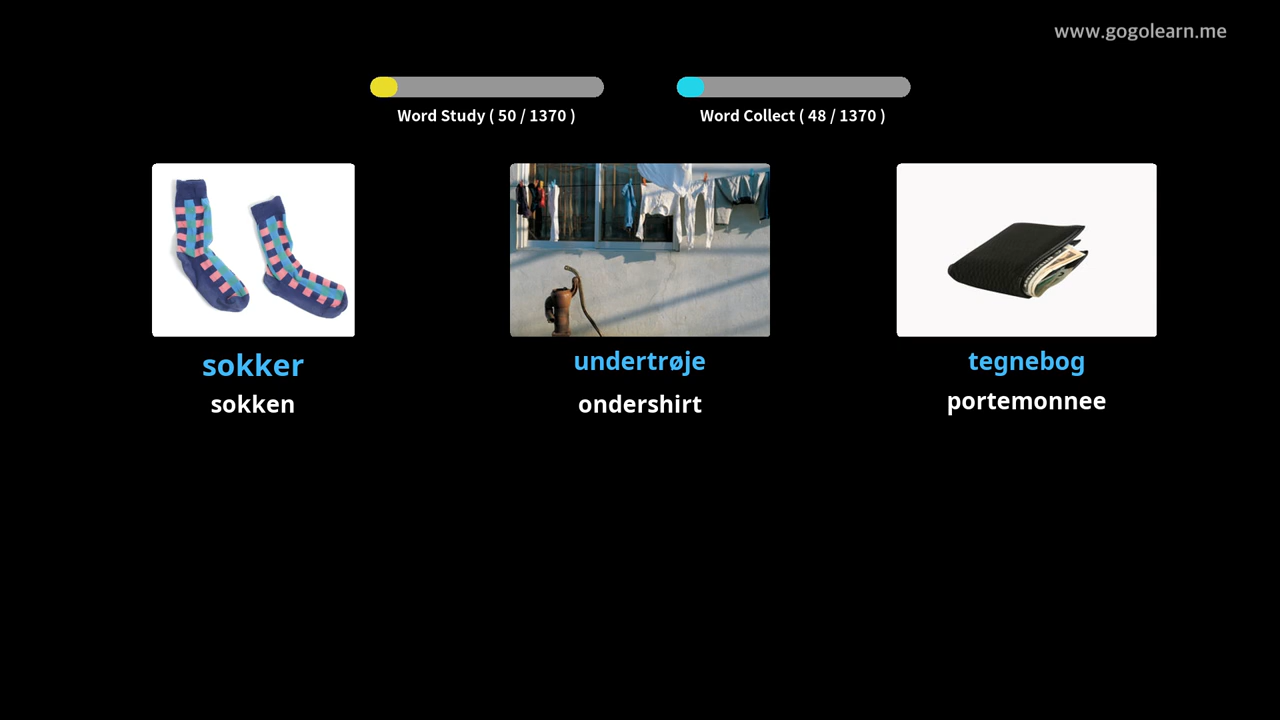 www.gogolearn.me
Word Study ( 50 / 1370 )
Word Collect ( 48 / 1370 )
sokker
sokken
undertrøje
ondershirt
tegnebog
portemonnee